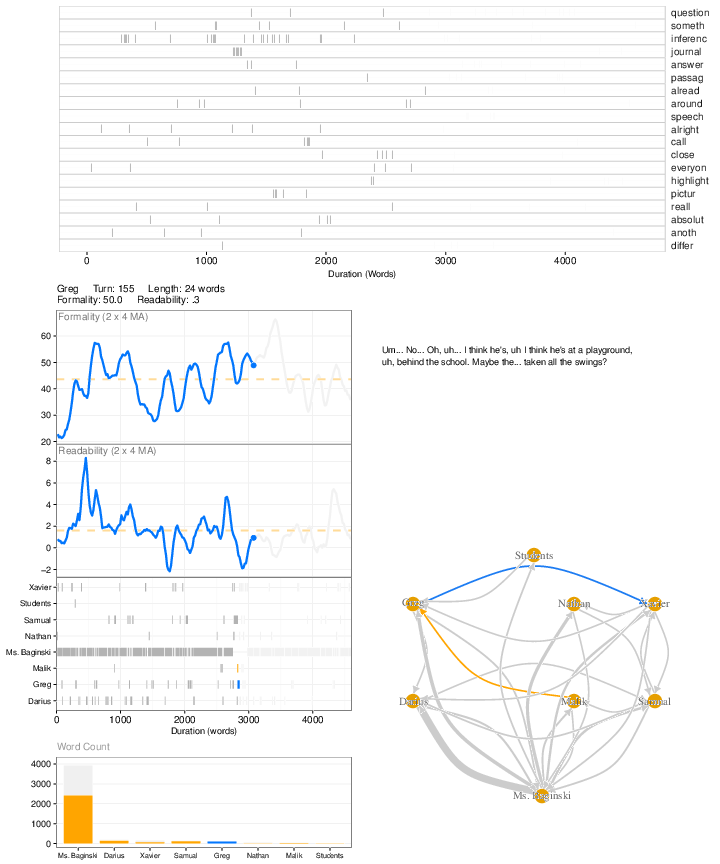 question
someth
inferenc
journal
answer
passag
alread
around
speech
alright
call
close
everyon
highlight
pictur
reall
absolut
anoth
differ
0 1000 2000 3000 4000
Duration (Words)
Greg Turn: 155 Length: 24 words
Formality: 50.0 Readability: .3
Formality (2 x 4 MA)
60
50
40
30
20
Readability (2 x 4 MA)
8
6
4
2
0
−2
Xavier
Students
Samual
Nathan
Ms. Baginski
Malik
Greg
Darius
0 1000 2000 3000 4000
Duration (words)
Word Count
4000
3000
2000
1000
0
Ms. Baginski Darius Xavier Samual Greg Nathan Malik Students
Um... No... Oh, uh... I think he's, uh I think he's at a playground,
uh, behind the school. Maybe the... taken all the swings?
Students
Greg Nathan Xavier
Darius Malik Samual
Ms. Baginski